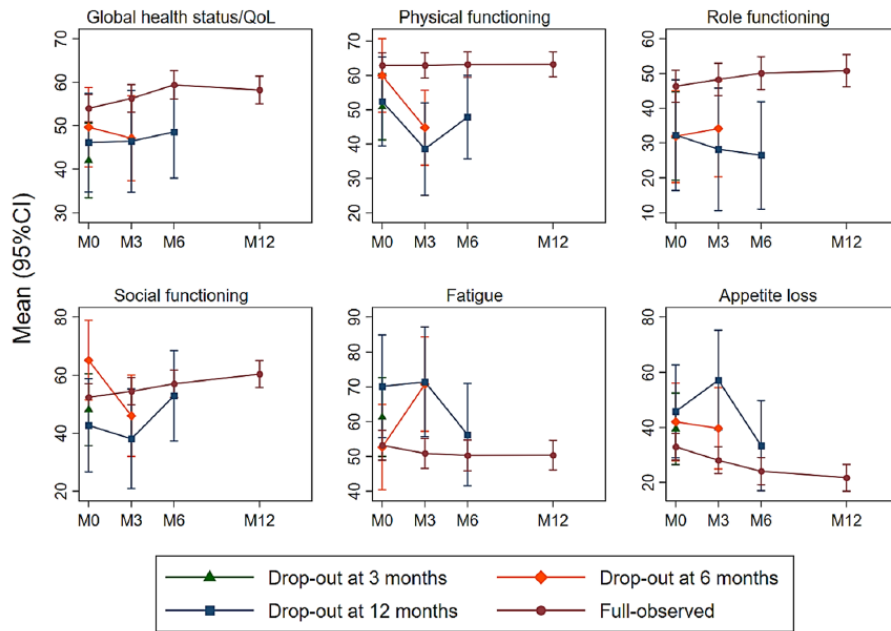 Global health status/QoL
Physical functioning
Role functioning
70
60
50
40
30
M0 M3 M6 M12
70
60
50
40
30
20
M0 M3 M6 M12
60
50
40
30
20
10
M0 M3 M6 M12
Mean (95%CI)
Social functioning
Fatigue
Appetite loss
80
60
40
20
M0 M3 M6 M12
90
80
70
60
50
40
M0 M3 M6 M12
80
60
40
20
M0 M3 M6 M12
Drop-out at 3 months
Drop-out at 6 months
Drop-out at 12 months
Full-observed